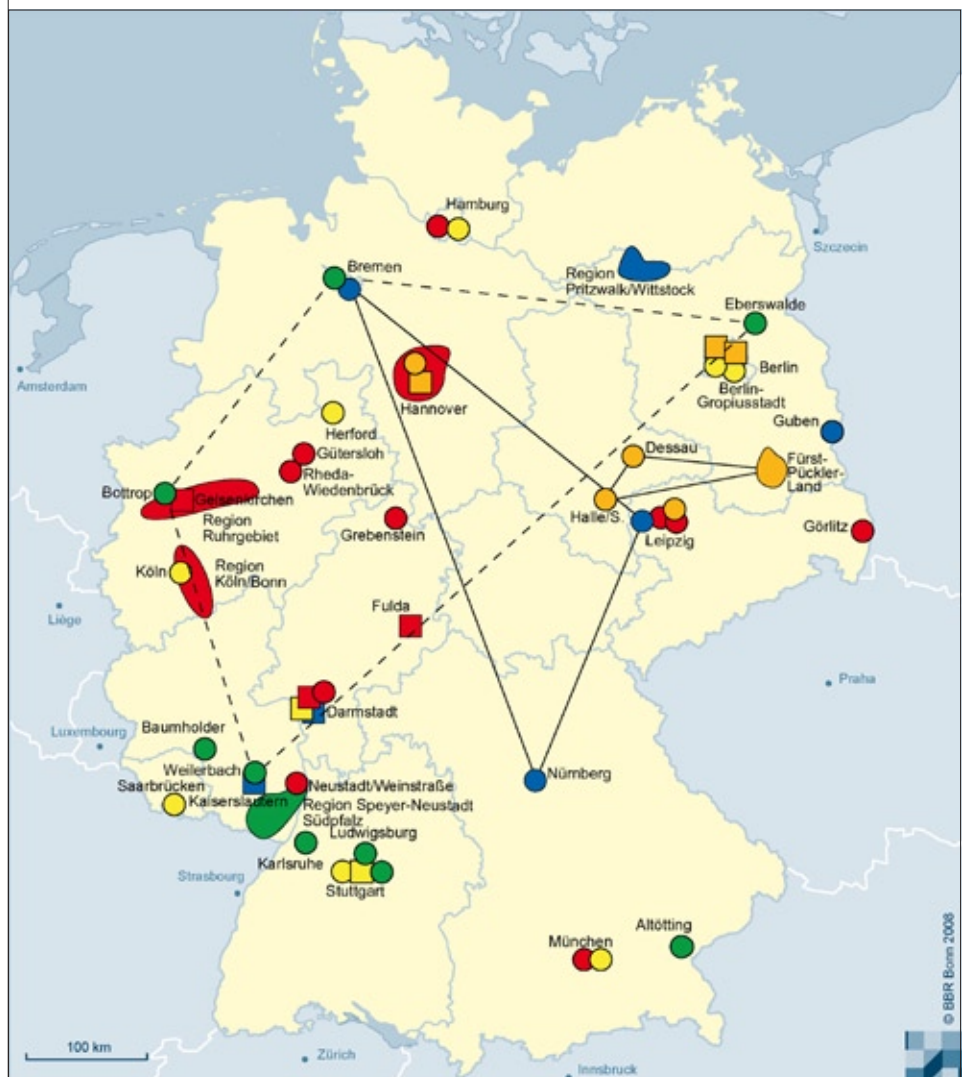 Hamburg
Szczecin
Bremen
Region
Pritzwalk/Wittstock
Eberswalde
Amsterdam
Berlin
Berlin-
Gropiusstadt
Hannover
Herford
Guben
Gütersloh
Dessau
Fürst-
Pückler-
Land
Rheda-
Wiedenbrück
Bottrop
Gelsenkirchen
Region
Ruhrgebiet
Halle/S.
Grebenstein
Leipzig
Görlitz
Region
Köln/Bonn
Köln
Liège
Fulda
Praha
Darmstadt
Baumholder
Luxembourg
Weilerbach
Nürnberg
Saarbrücken
Kaiserslautern
Neustadt/Weinstraße
Region Speyer-Neustadt
Südpfalz
Ludwigsburg
Karlsruhe
Strasbourg
Stuttgart
Altötting
München
© BBR Bonn 2008
100 km
Zürich
Innsbruck